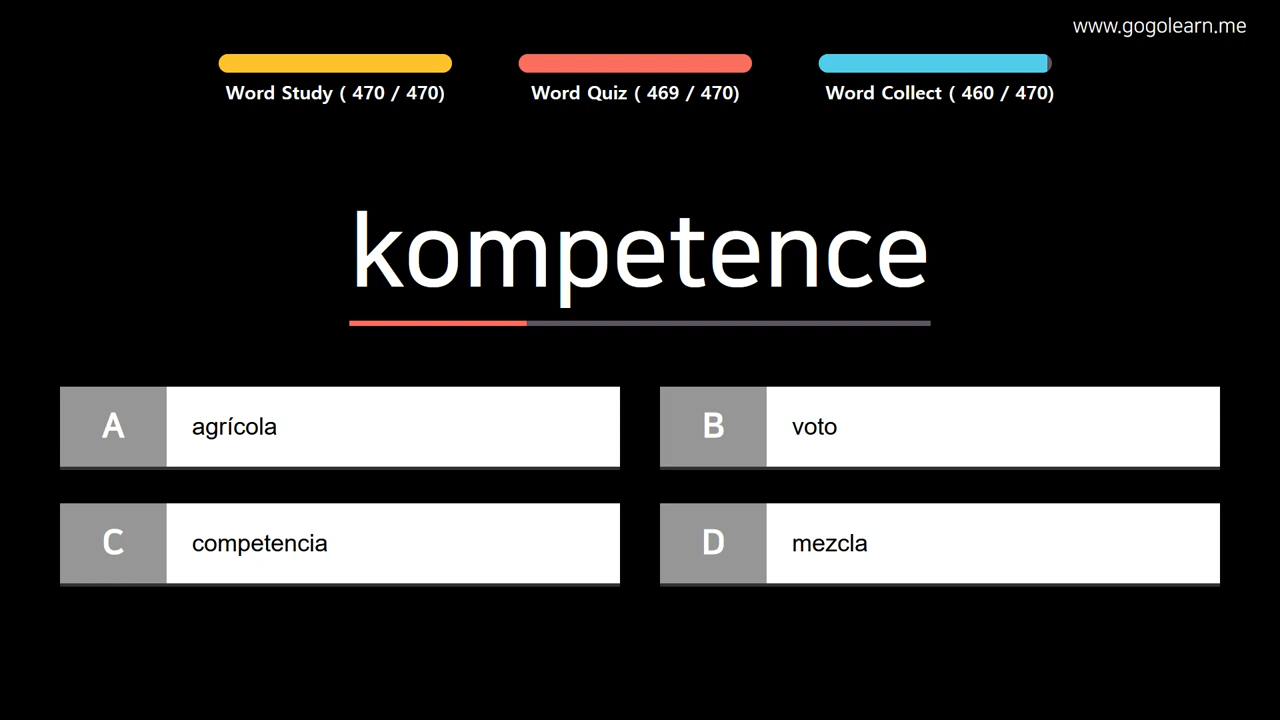 www.gogolearn.me
Word Study ( 470 / 470)
Word Quiz ( 469 / 470)
Word Collect ( 460 / 470)
kompetence
A
agrícola
B
voto
C
competencia
D
mezcla